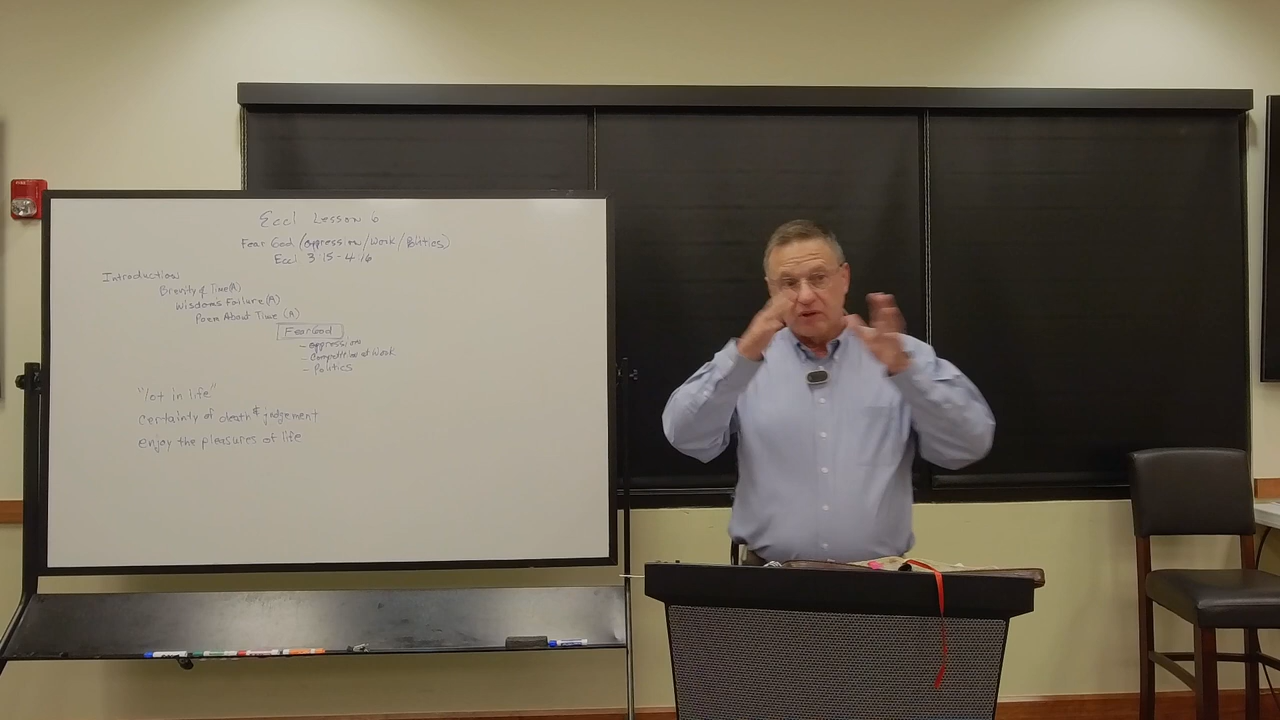 Eccl Lesson 6
Fear God (oppression/Work/Politics)
Eccl 3:15-4:16
Introduction
Brevity of Time (A)
Wisdoms Failure (A)
Poem About Time (A)
Fear God
- oppression
- Competition at Work
- Politics
"lot in life"
certainty of death & judgement
enjoy the pleasures of life
FIRE